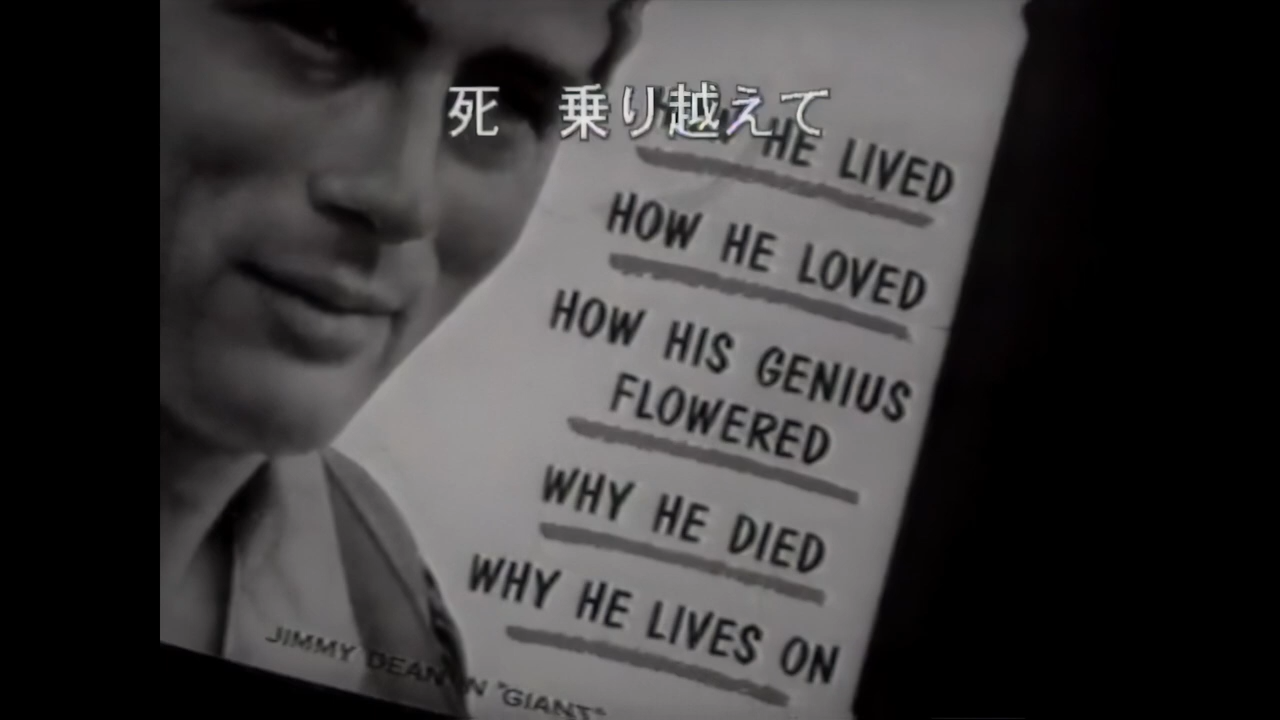 死　乗り越えて
HOW HE LIVED
HOW HE LOVED
HOW HIS GENIUS
FLOWERED
WHY HE DIED
WHY HE LIVES ON
JIMMY DEAN IN "GIANT"